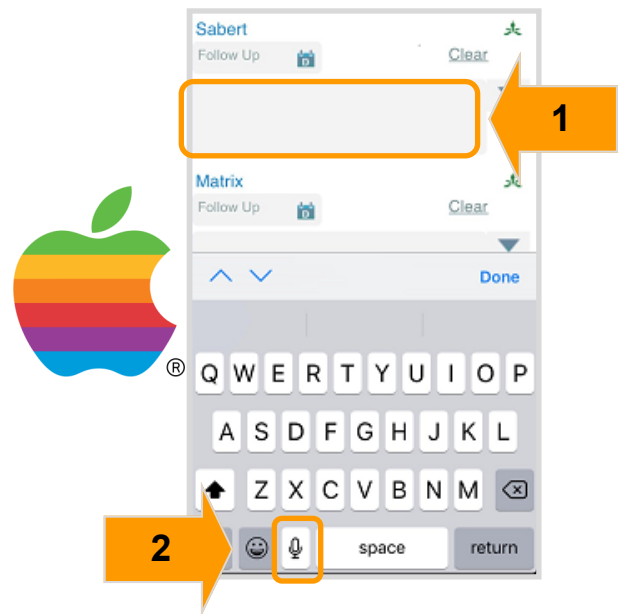 Sabert
Follow Up D Clear
1
Matrix
Follow Up D Clear
Done
®
Q W E R T Y U I O P
A S D F G H J K L
Z X C V B N M
2
space return